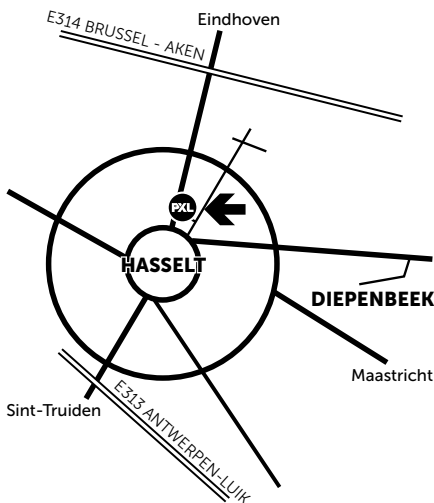 Eindhoven
E314 BRUSSEL - AKEN
PXL
HASSELT
DIEPENBEEK
Maastricht
Sint-Truiden
E313 ANTWERPEN-LUIK